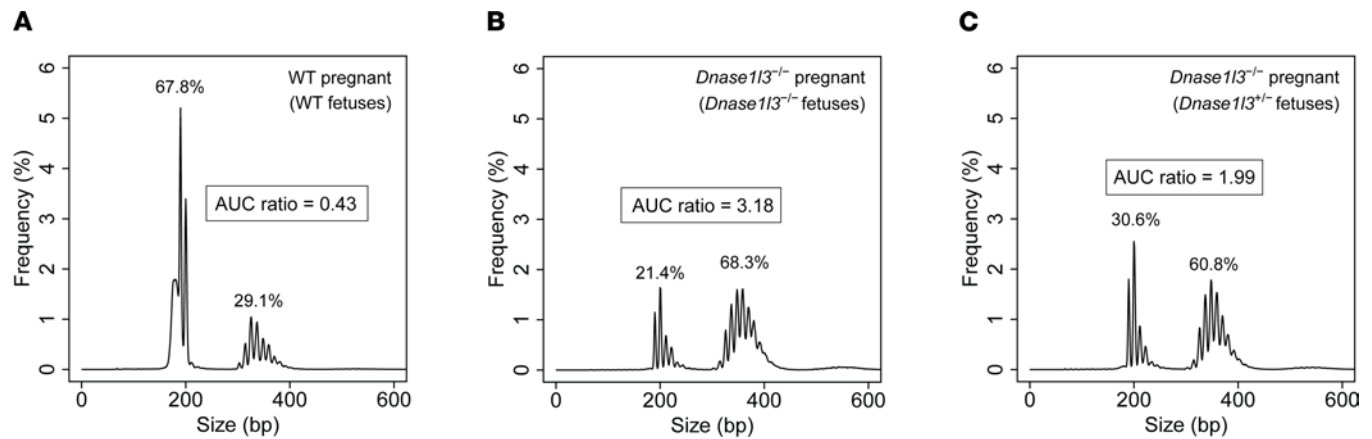 A
WT pregnant
(WT fetuses)
67.8%
AUC ratio = 0.43
29.1%
Frequency (%)
0
1
2
3
4
5
6
0
200
400
600
Size (bp)
B
Dnase1l3−/− pregnant
(Dnase1l3−/− fetuses)
AUC ratio = 3.18
21.4%
68.3%
Frequency (%)
0
1
2
3
4
5
6
0
200
400
600
Size (bp)
C
Dnase1l3−/− pregnant
(Dnase1l3+/− fetuses)
AUC ratio = 1.99
30.6%
60.8%
Frequency (%)
0
1
2
3
4
5
6
0
200
400
600
Size (bp)